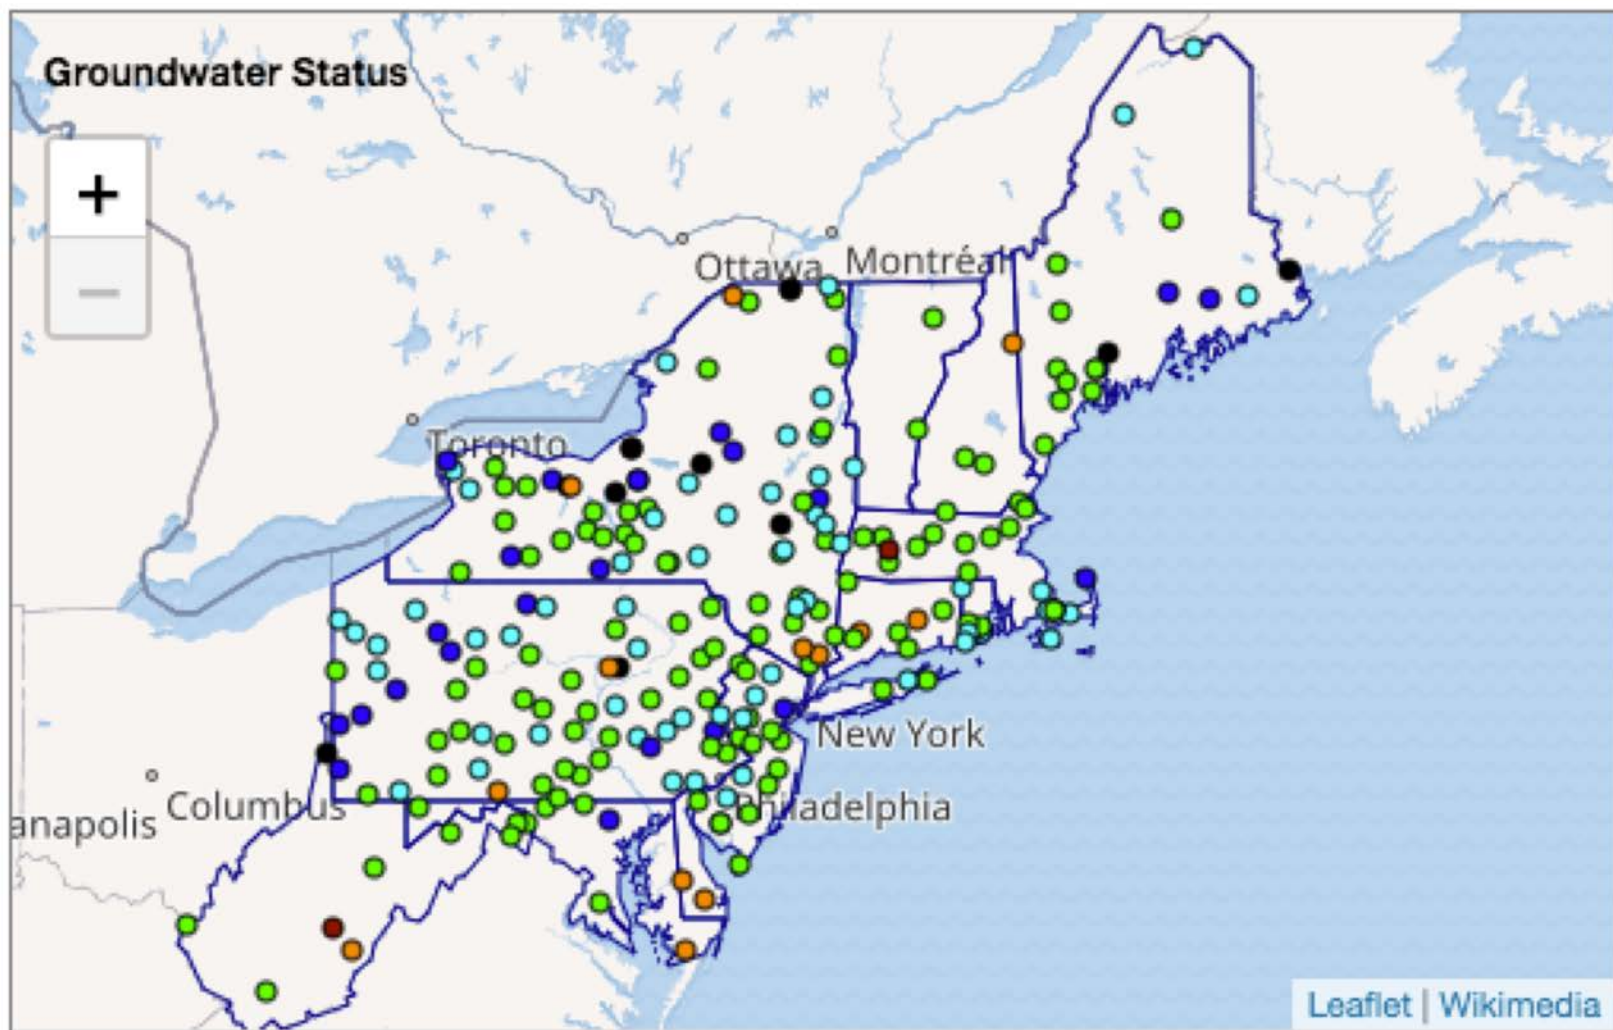 Groundwater Status
+
−
Ottawa
Montréal
Toronto
New York
Columbus
Philadelphia
anapolis
Leaflet | Wikimedia